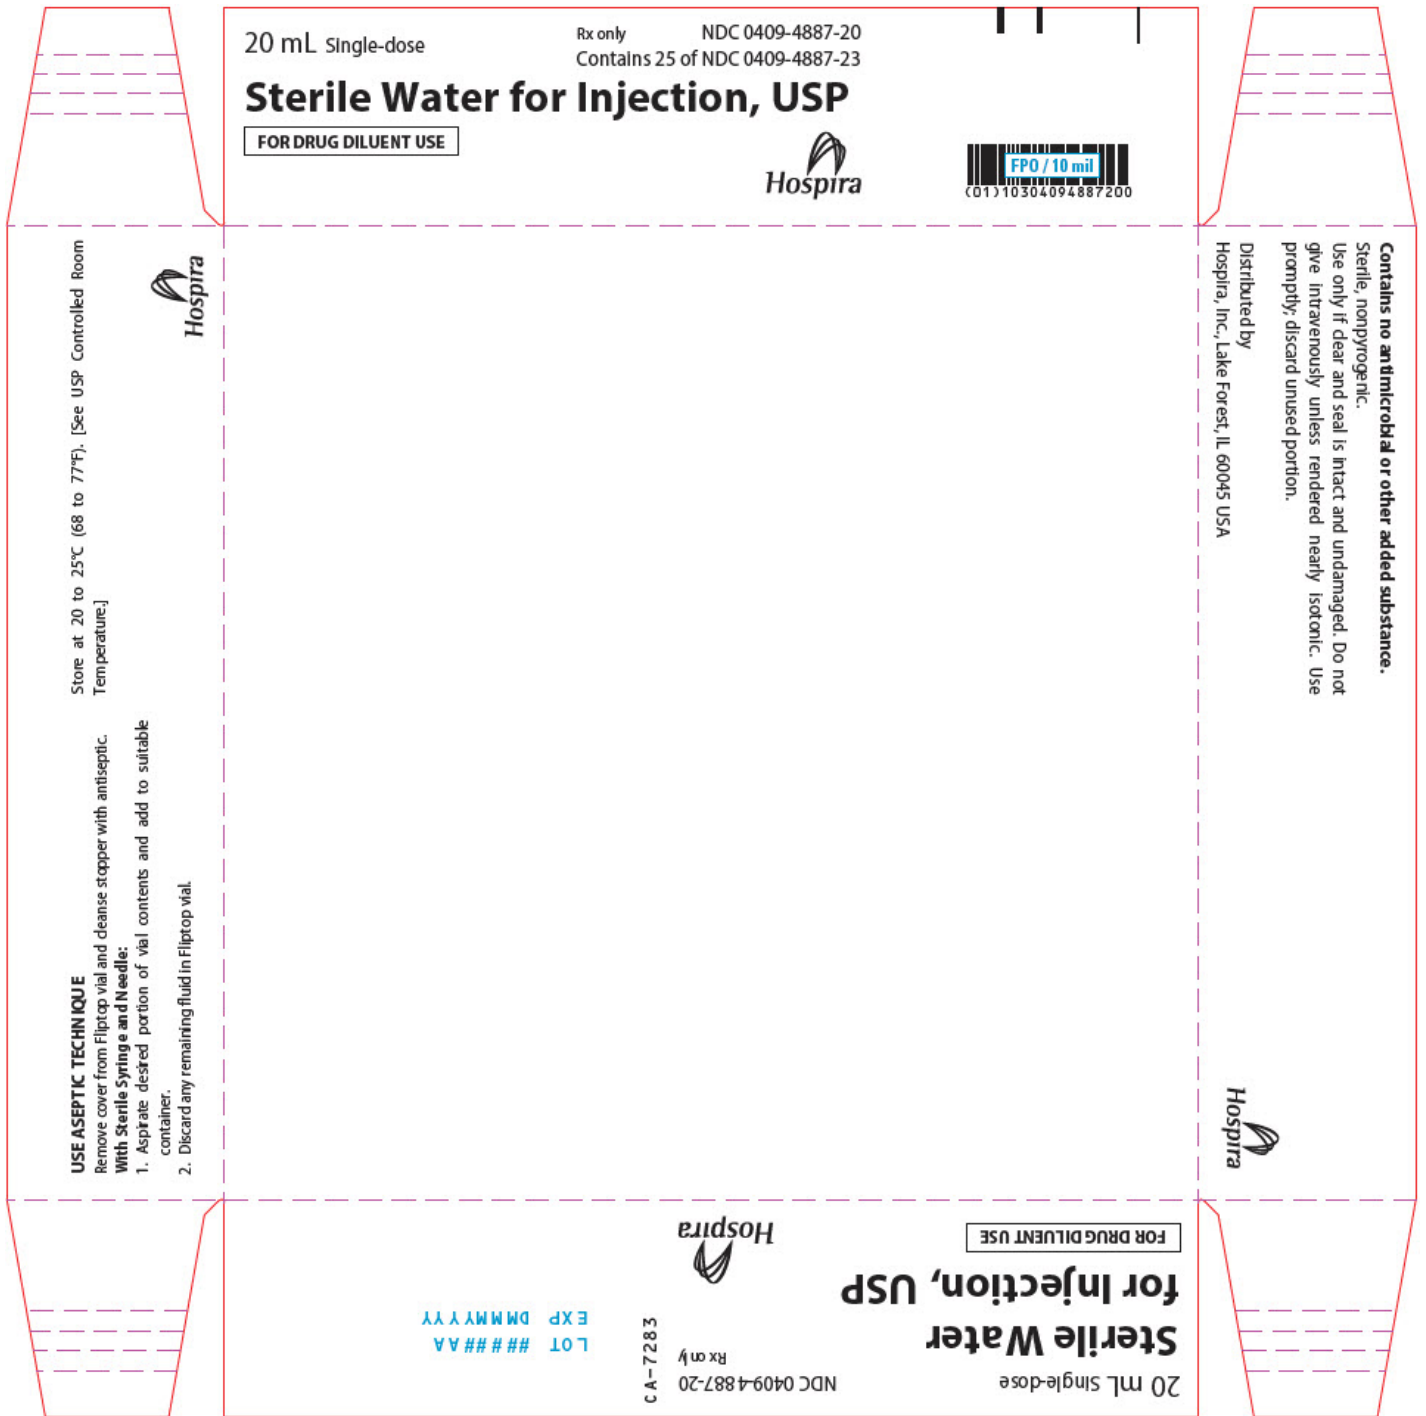 20 mL Single-dose
Rx only
NDC 0409-4887-20
Contains 25 of NDC 0409-4887-23
Sterile Water for Injection, USP
FOR DRUG DILUENT USE
Hospira
FPO / 10 mil
(01)10304094887200
Hospira
Store at 20 to 25°C (68 to 77°F). [See USP Controlled Room
Temperature.]
USE ASEPTIC TECHNIQUE
Remove cover from Fliptop vial and cleanse stopper with antiseptic.
With Sterile Syringe and Needle:
1. Aspirate desired portion of vial contents and add to suitable
container.
2. Discard any remaining fluid in Fliptop vial.
Contains no antimicrobial or other added substance.
Sterile, nonpyrogenic.
Use only if clear and seal is intact and undamaged. Do not
give intravenously unless rendered nearly isotonic. Use
promptly; discard unused portion.
Distributed by
Hospira, Inc., Lake Forest, IL 60045 USA
Hospira
20 mL Single-dose
NDC 0409-4887-20
Rx only
Sterile Water
for Injection, USP
FOR DRUG DILUENT USE
Hospira
CA-7283
LOT ######AA
EXP DMMMYYYY